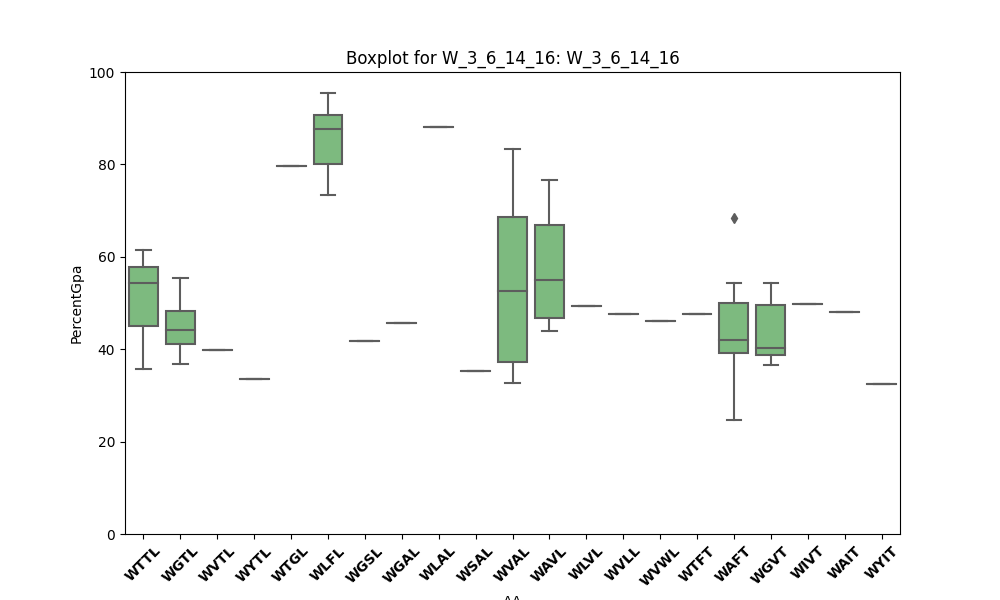 Boxplot for W_3_6_14_16: W_3_6_14_16
PercentGpa
100
80
60
40
20
0
WTTL WGTL WVTL WYTL WTGL WLFL WGSL WGAL WLAL WSAL WVAL WAVL WLVL WVLL WVWL WTFT WAFT WGVT WIVT WAIT WYIT
AA